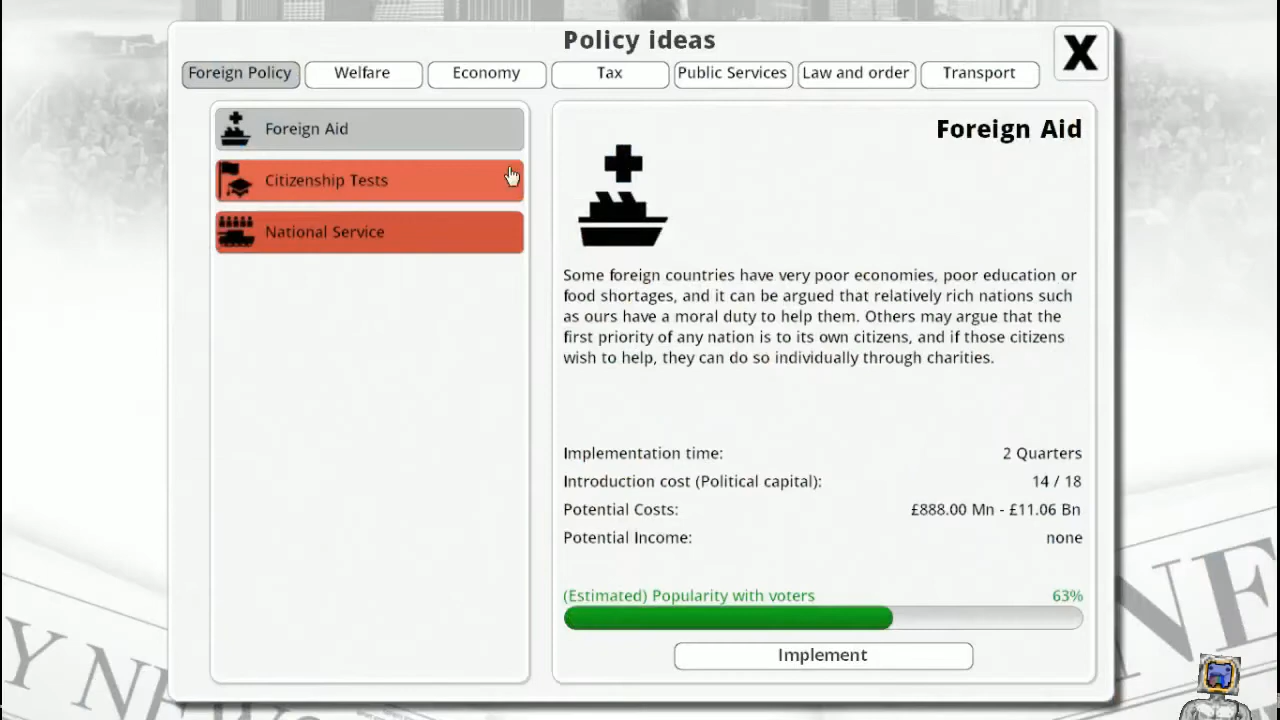 Policy ideas
X
Foreign Policy
Welfare
Economy
Tax
Public Services
Law and order
Transport
Foreign Aid
Citizenship Tests
National Service
Foreign Aid
Some foreign countries have very poor economies, poor education or
food shortages, and it can be argued that relatively rich nations such
as ours have a moral duty to help them. Others may argue that the
first priority of any nation is to its own citizens, and if those citizens
wish to help, they can do so individually through charities.
Implementation time: 2 Quarters
Introduction cost (Political capital): 14 / 18
Potential Costs: £888.00 Mn - £11.06 Bn
Potential Income: none
(Estimated) Popularity with voters 63%
Implement
Y NEWS
NE